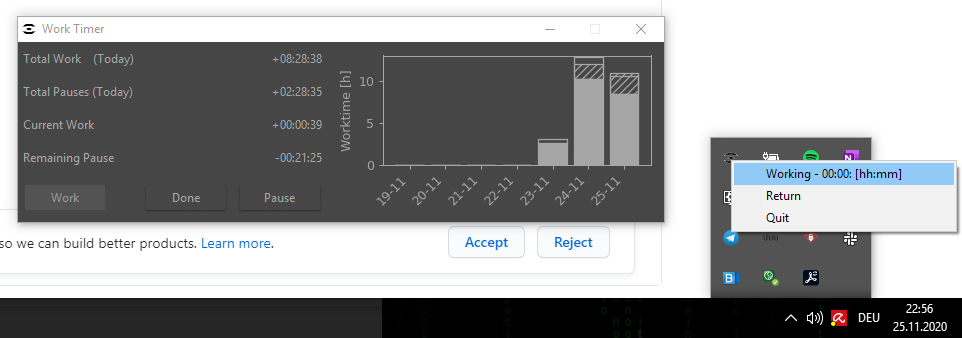 Work Timer
Total Work (Today) +08:28:38
Total Pauses (Today) +02:28:35
Current Work +00:00:39
Remaining Pause -00:21:25
Work Done Pause
Worktime [h]
10
5
0
19-11 20-11 21-11 22-11 23-11 24-11 25-11
Working - 00:00: [hh:mm]
Return
Quit
so we can build better products. Learn more.
Accept Reject
DEU
22:56
25.11.2020